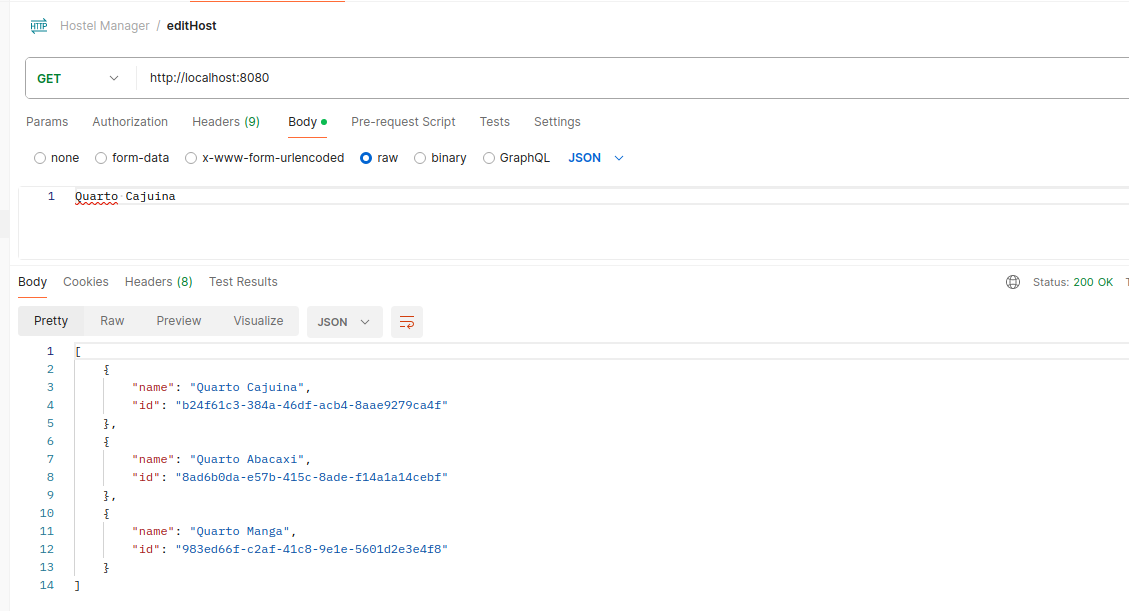 HTTP Hostel Manager / editHost
GET http://localhost:8080
Params Authorization Headers (9) Body Pre-request Script Tests Settings
none form-data x-www-form-urlencoded raw binary GraphQL JSON
1 Quarto Cajuina
Body Cookies Headers (8) Test Results Status: 200 OK
Pretty Raw Preview Visualize JSON
1 [
2 {
3 "name": "Quarto Cajuina",
4 "id": "b24f61c3-384a-46df-acb4-8aae9279ca4f"
5 },
6 {
7 "name": "Quarto Abacaxi",
8 "id": "8ad6b0da-e57b-415c-8ade-f14a1a14cebf"
9 },
10 {
11 "name": "Quarto Manga",
12 "id": "983ed66f-c2af-41c8-9e1e-5601d2e3e4f8"
13 }
14 ]